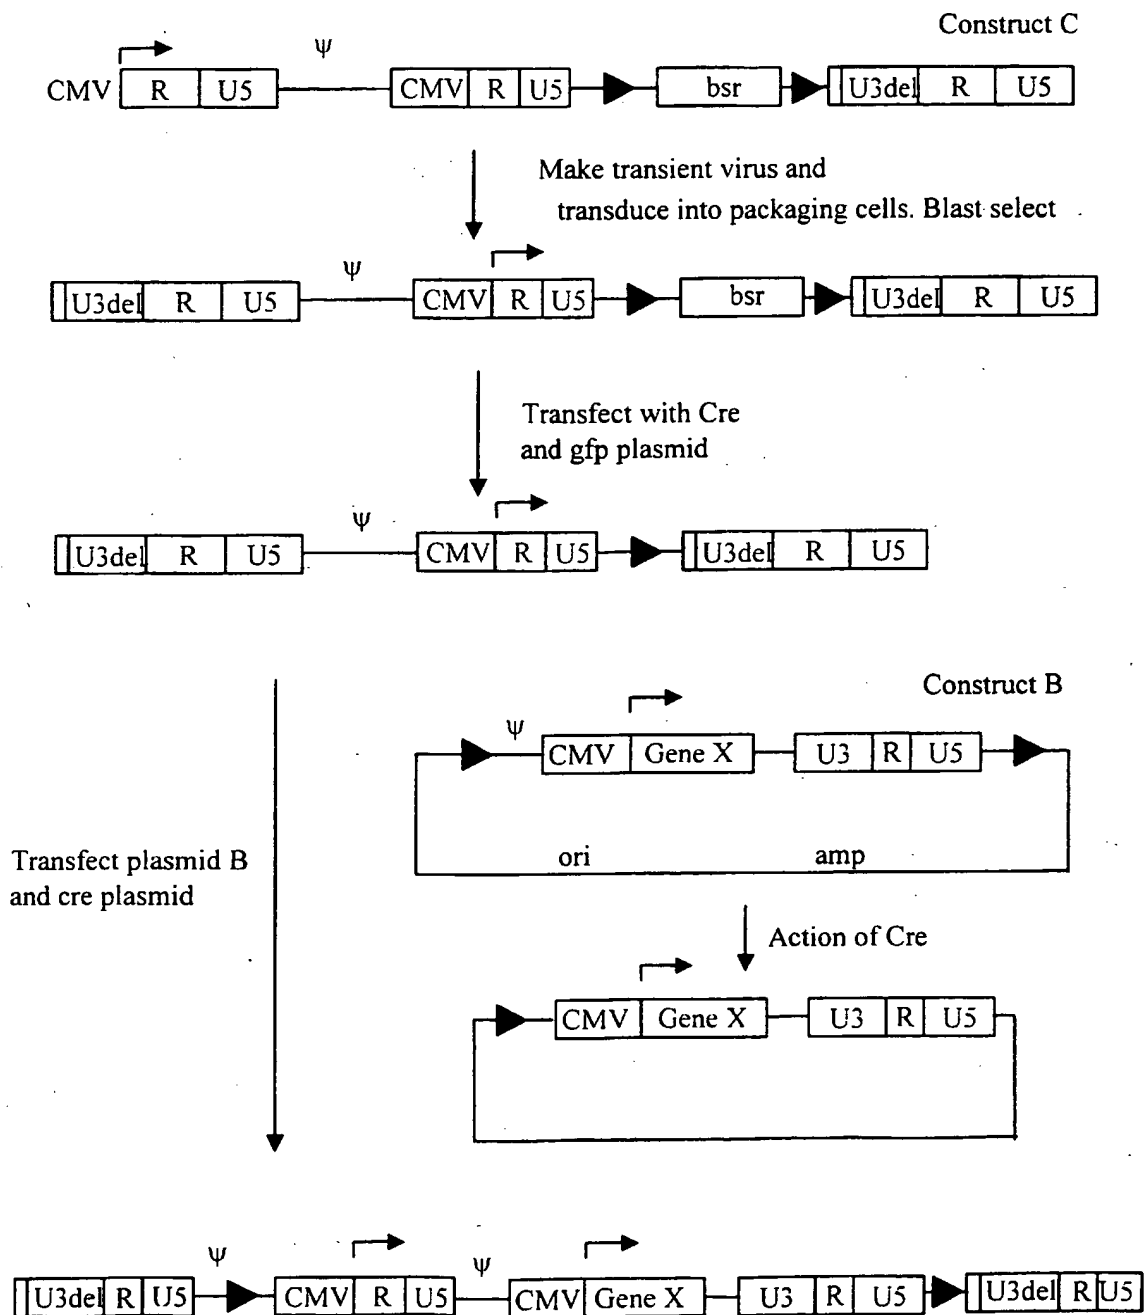 Construct C
ψ
CMV R U5 CMV R U5 bsr U3del R U5
Make transient virus and
transduce into packaging cells. Blast select
ψ
U3del R U5 CMV R U5 bsr U3del R U5
Transfect with Cre
and gfp plasmid
ψ
U3del R U5 CMV R U5 U3del R U5
Construct B
ψ
CMV Gene X U3 R U5
ori amp
Transfect plasmid B
and cre plasmid
Action of Cre
CMV Gene X U3 R U5
ψ ψ
U3del R U5 CMV R U5 CMV Gene X U3 R U5 U3del R U5